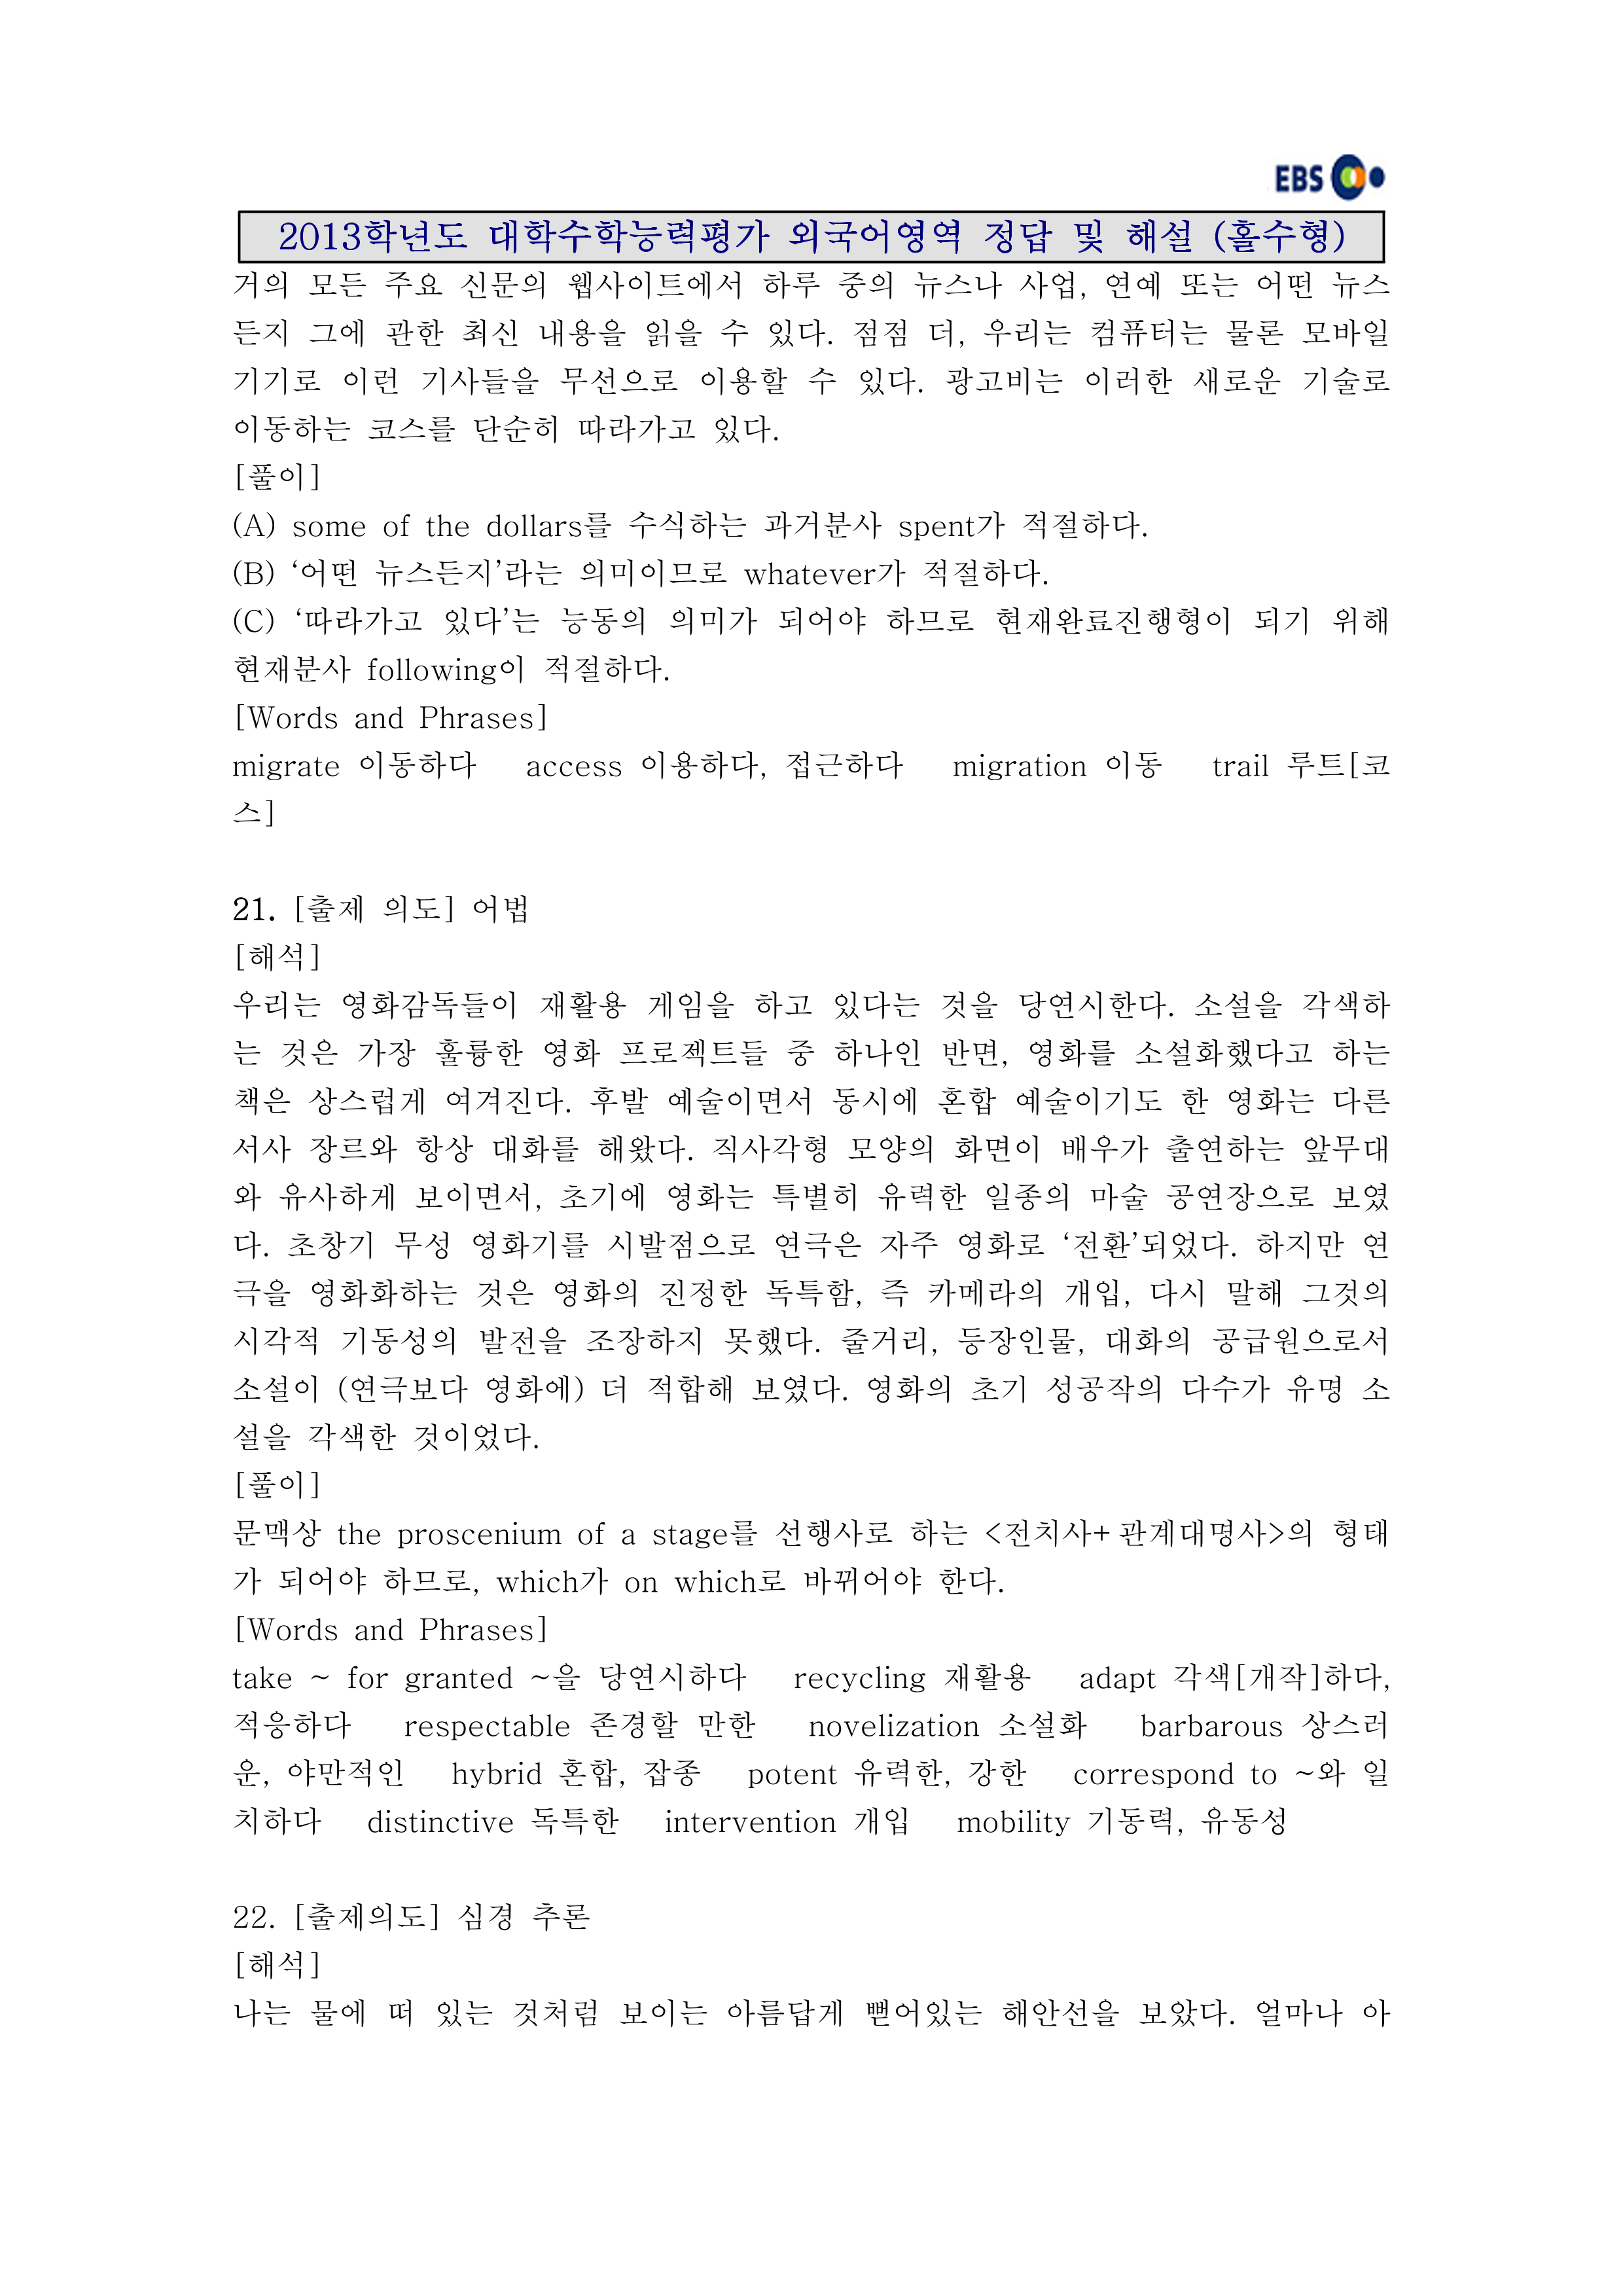 EBS
2013학년도 대학수학능력평가 외국어영역 정답 및 해설 (홀수형)
거의 모든 주요 신문의 웹사이트에서 하루 중의 뉴스나 사업, 연예 또는 어떤 뉴스
든지 그에 관한 최신 내용을 읽을 수 있다. 점점 더, 우리는 컴퓨터는 물론 모바일
기기로 이런 기사들을 무선으로 이용할 수 있다. 광고비는 이러한 새로운 기술로
이동하는 코스를 단순히 따라가고 있다.
[풀이]
(A) some of the dollars를 수식하는 과거분사 spent가 적절하다.
(B) ‘어떤 뉴스든지’라는 의미이므로 whatever가 적절하다.
(C) ‘따라가고 있다’는 능동의 의미가 되어야 하므로 현재완료진행형이 되기 위해
현재분사 following이 적절하다.
[Words and Phrases]
migrate 이동하다 access 이용하다, 접근하다 migration 이동 trail 루트[코
스]
21. [출제 의도] 어법
[해석]
우리는 영화감독들이 재활용 게임을 하고 있다는 것을 당연시한다. 소설을 각색하
는 것은 가장 훌륭한 영화 프로젝트들 중 하나인 반면, 영화를 소설화했다고 하는
책은 상스럽게 여겨진다. 후발 예술이면서 동시에 혼합 예술이기도 한 영화는 다른
서사 장르와 항상 대화를 해왔다. 직사각형 모양의 화면이 배우가 출연하는 앞무대
와 유사하게 보이면서, 초기에 영화는 특별히 유력한 일종의 마술 공연장으로 보였
다. 초창기 무성 영화기를 시발점으로 연극은 자주 영화로 ‘전환’되었다. 하지만 연
극을 영화화하는 것은 영화의 진정한 독특함, 즉 카메라의 개입, 다시 말해 그것의
시각적 기동성의 발전을 조장하지 못했다. 줄거리, 등장인물, 대화의 공급원으로서
소설이 (연극보다 영화에) 더 적합해 보였다. 영화의 초기 성공작의 다수가 유명 소
설을 각색한 것이었다.
[풀이]
문맥상 the proscenium of a stage를 선행사로 하는 <전치사+관계대명사>의 형태
가 되어야 하므로, which가 on which로 바뀌어야 한다.
[Words and Phrases]
take ~ for granted ~을 당연시하다 recycling 재활용 adapt 각색[개작]하다,
적응하다 respectable 존경할 만한 novelization 소설화 barbarous 상스러
운, 야만적인 hybrid 혼합, 잡종 potent 유력한, 강한 correspond to ~와 일
치하다 distinctive 독특한 intervention 개입 mobility 기동력, 유동성
22. [출제의도] 심경 추론
[해석]
나는 물에 떠 있는 것처럼 보이는 아름답게 뻗어있는 해안선을 보았다. 얼마나 아